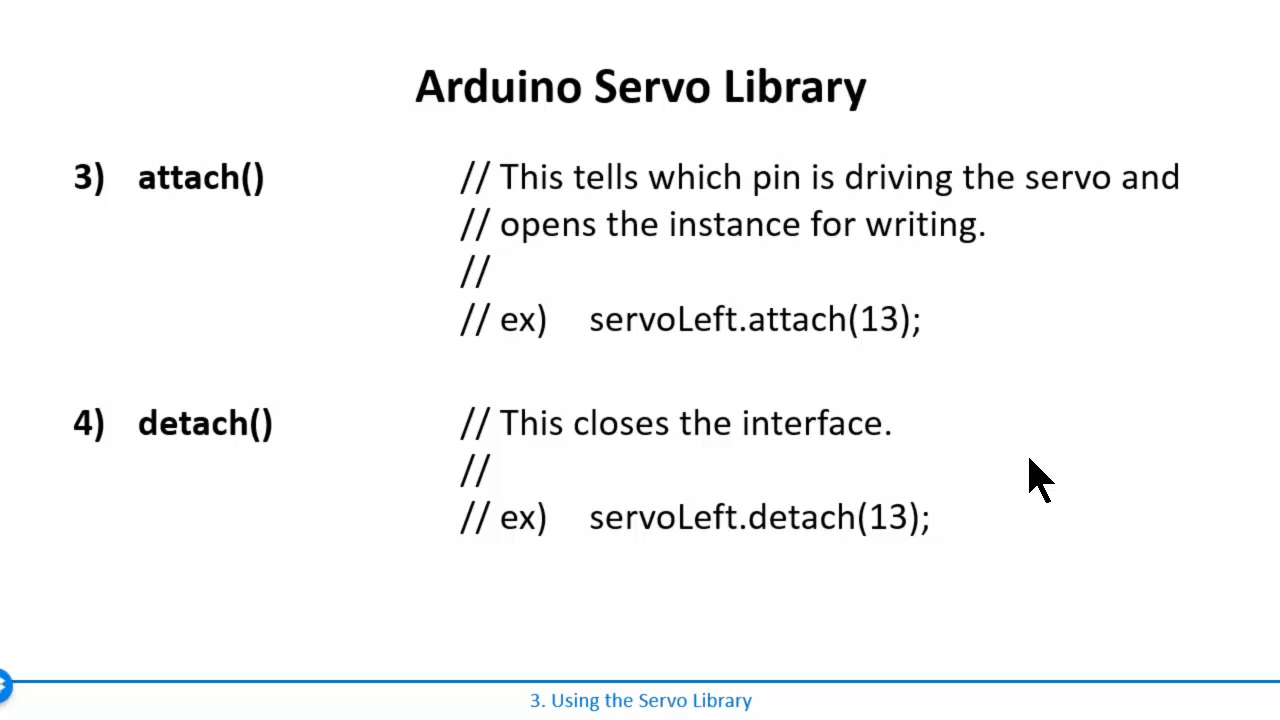 Arduino Servo Library
3) attach() // This tells which pin is driving the servo and
// opens the instance for writing.
//
// ex) servoLeft.attach(13);
4) detach() // This closes the interface.
//
// ex) servoLeft.detach(13);
3. Using the Servo Library